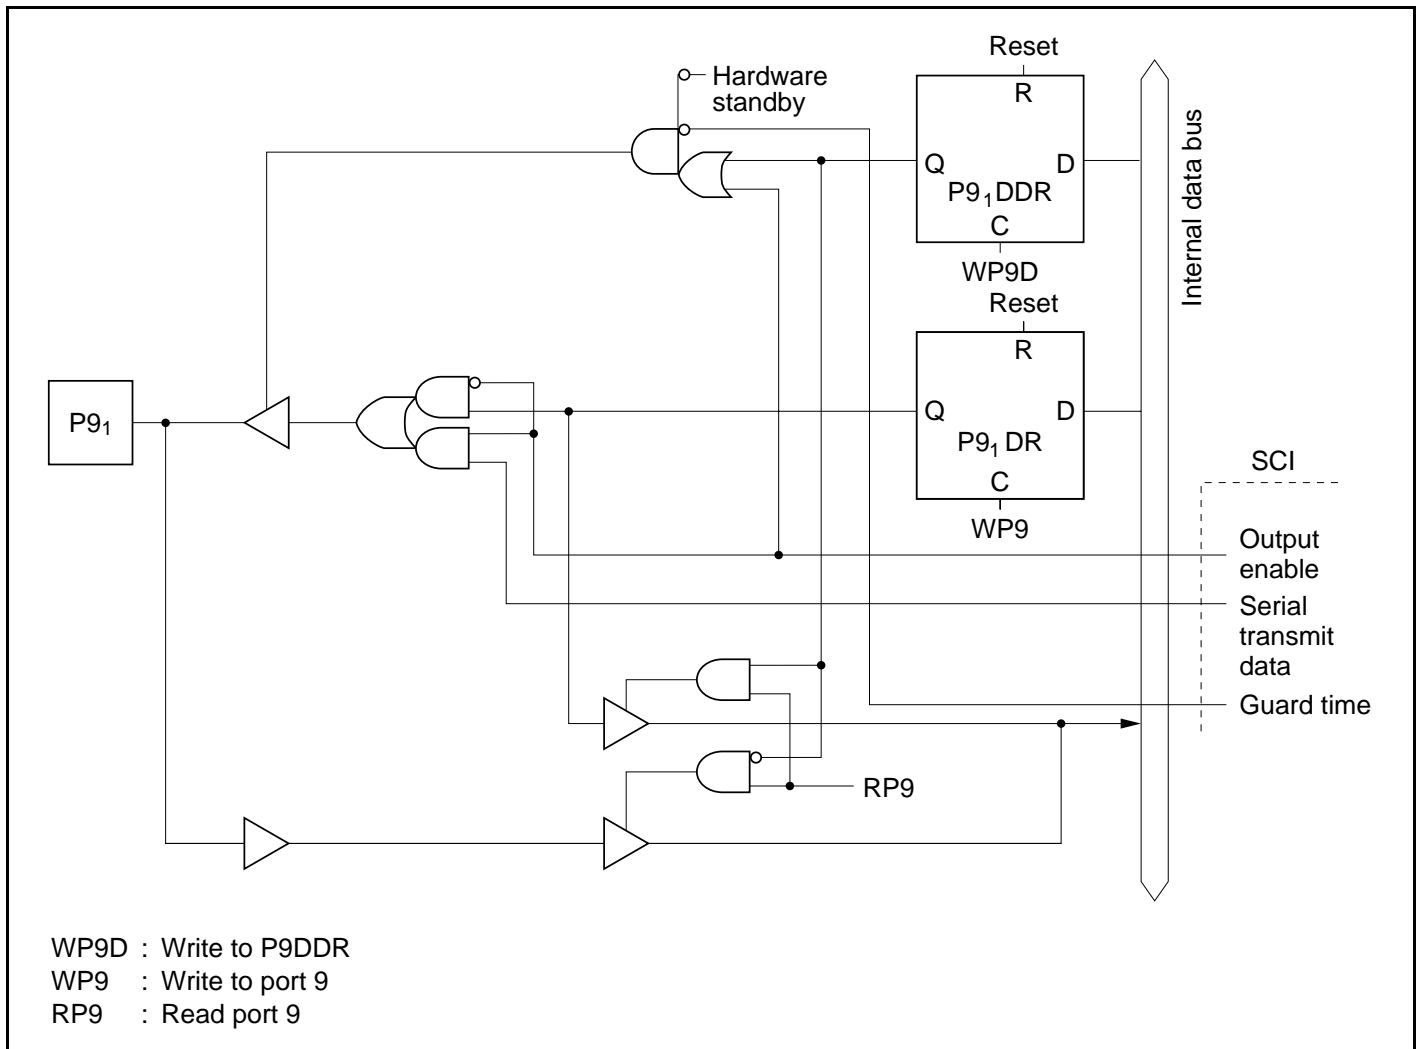 Reset
Hardware
standby
R
Q
D
P9₁DDR
C
WP9D
Internal data bus
Reset
R
P9₁
Q
D
P9₁ DR
C
WP9
SCI
Output
enable
Serial
transmit
data
Guard time
RP9
WP9D : Write to P9DDR
WP9 : Write to port 9
RP9 : Read port 9